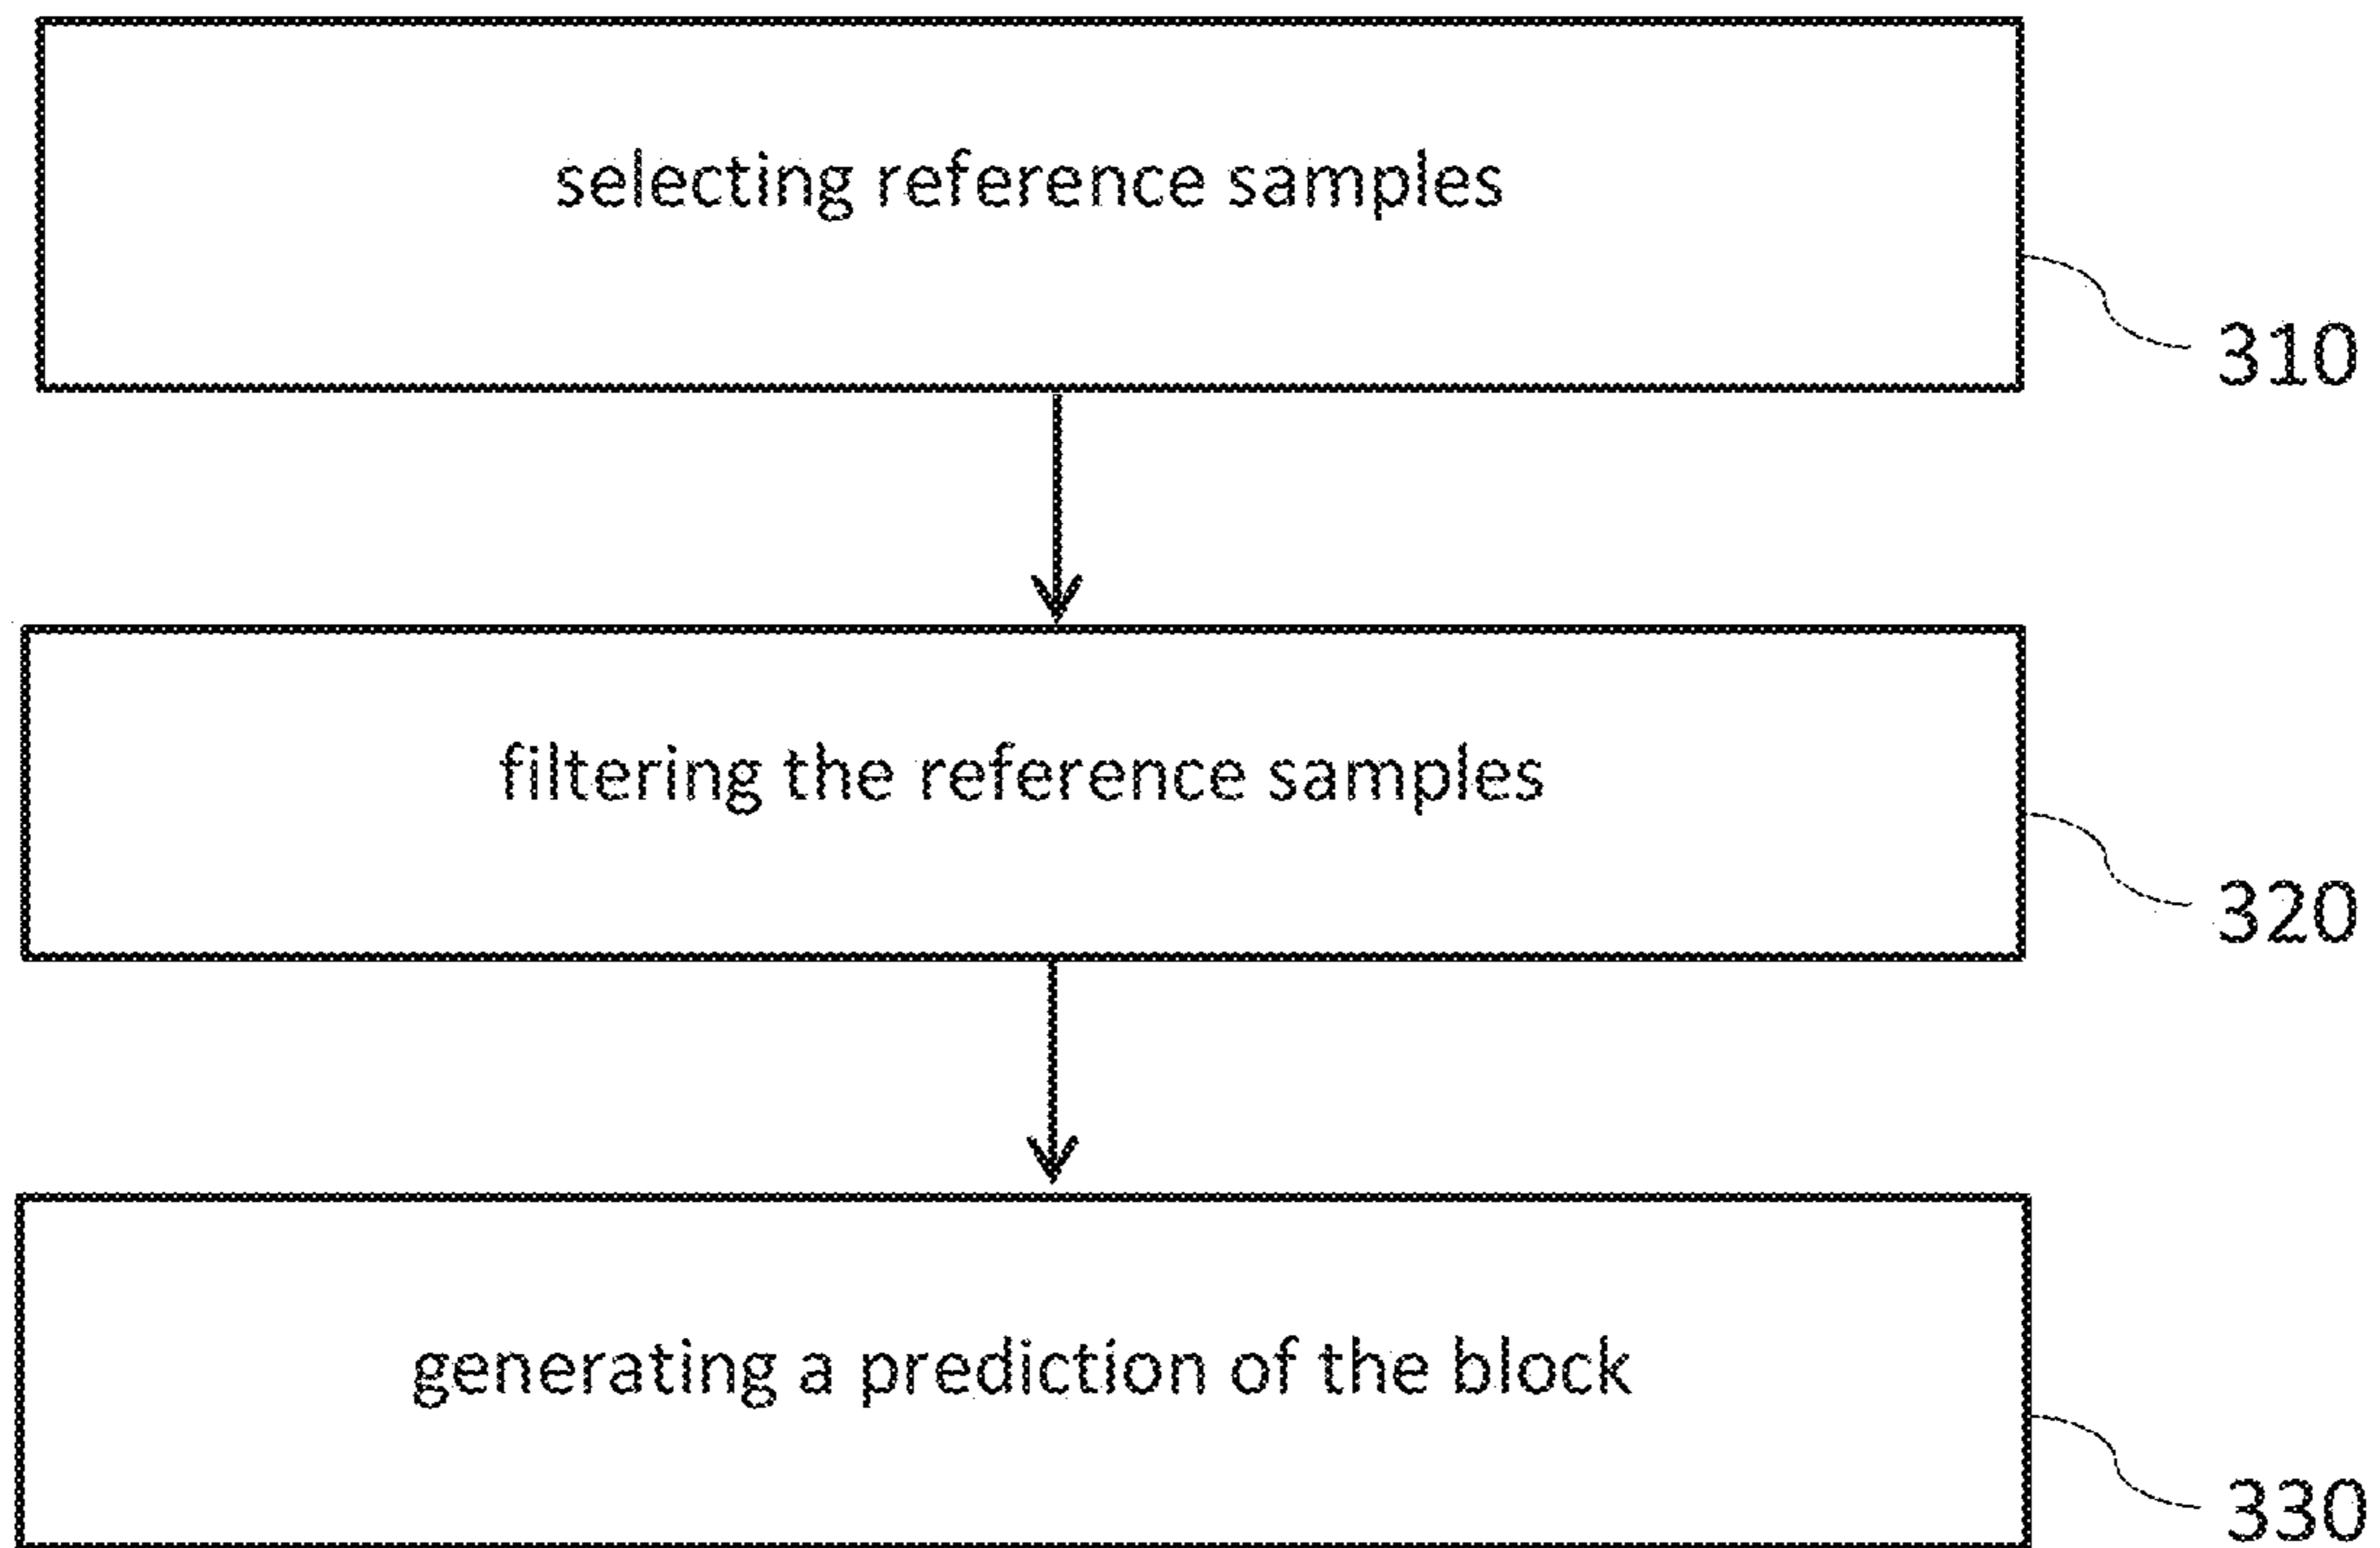 selecting reference samples
310
filtering the reference samples
320
generating a prediction of the block
330